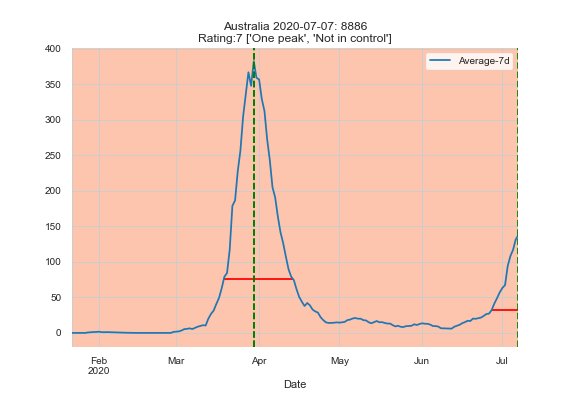 Australia 2020-07-07: 8886
Rating:7 ['One peak', 'Not in control']
Average-7d
400
350
300
250
200
150
100
50
0
Feb
2020
Mar
Apr
May
Jun
Jul
Date